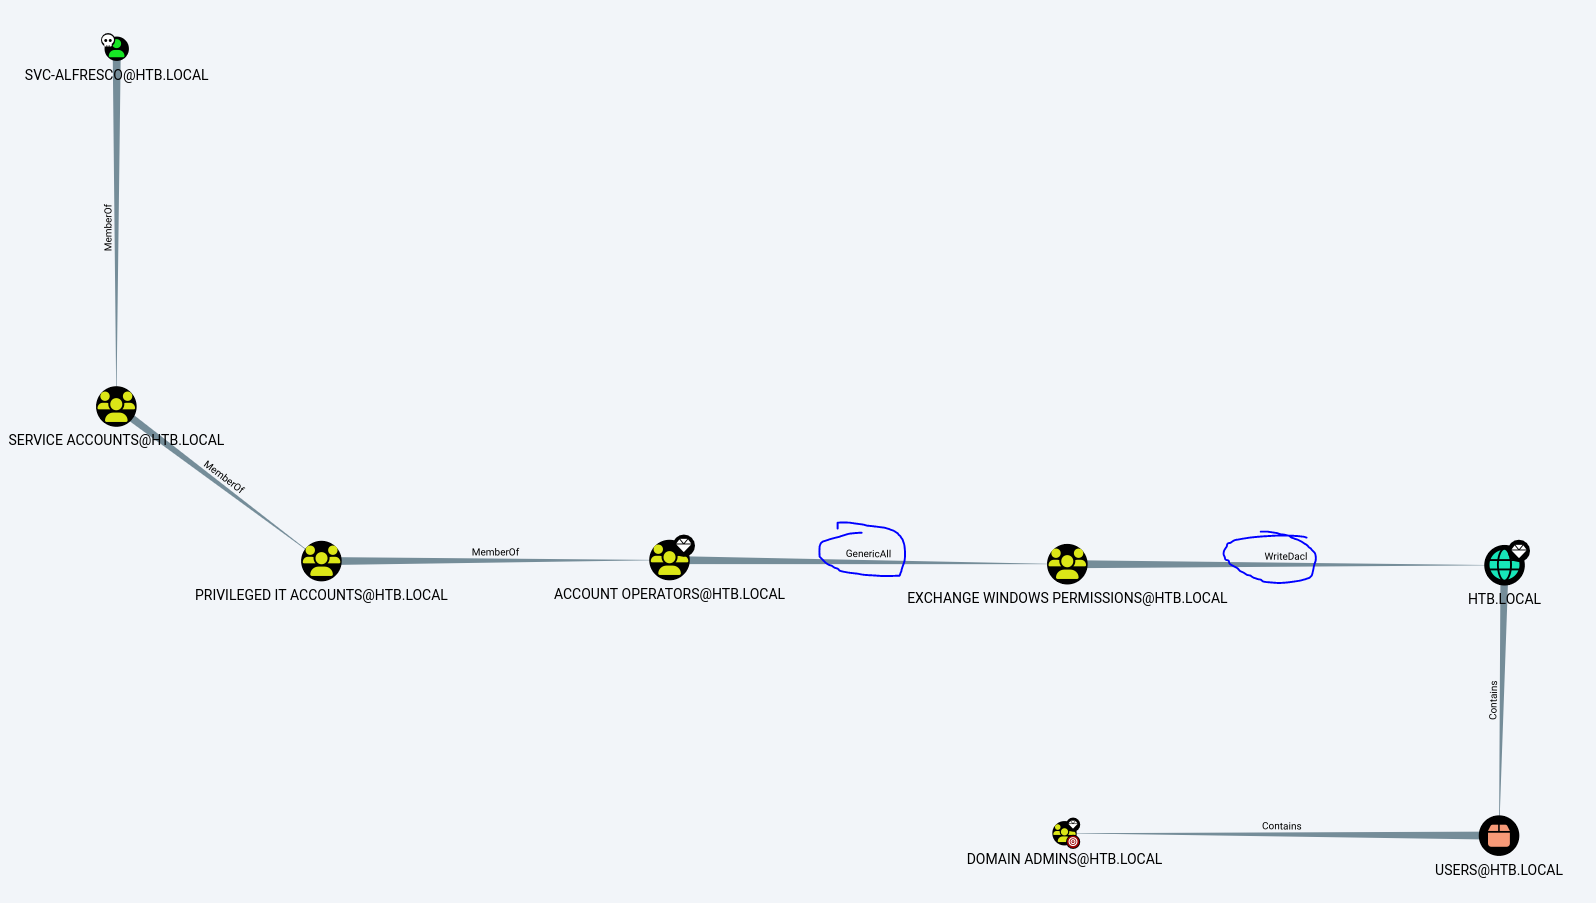 SVC-ALFRESCO@HTB.LOCAL
MemberOf
SERVICE ACCOUNTS@HTB.LOCAL
MemberOf
PRIVILEGED IT ACCOUNTS@HTB.LOCAL
MemberOf
ACCOUNT OPERATORS@HTB.LOCAL
GenericAll
EXCHANGE WINDOWS PERMISSIONS@HTB.LOCAL
WriteDacl
HTB.LOCAL
Contains
USERS@HTB.LOCAL
Contains
DOMAIN ADMINS@HTB.LOCAL